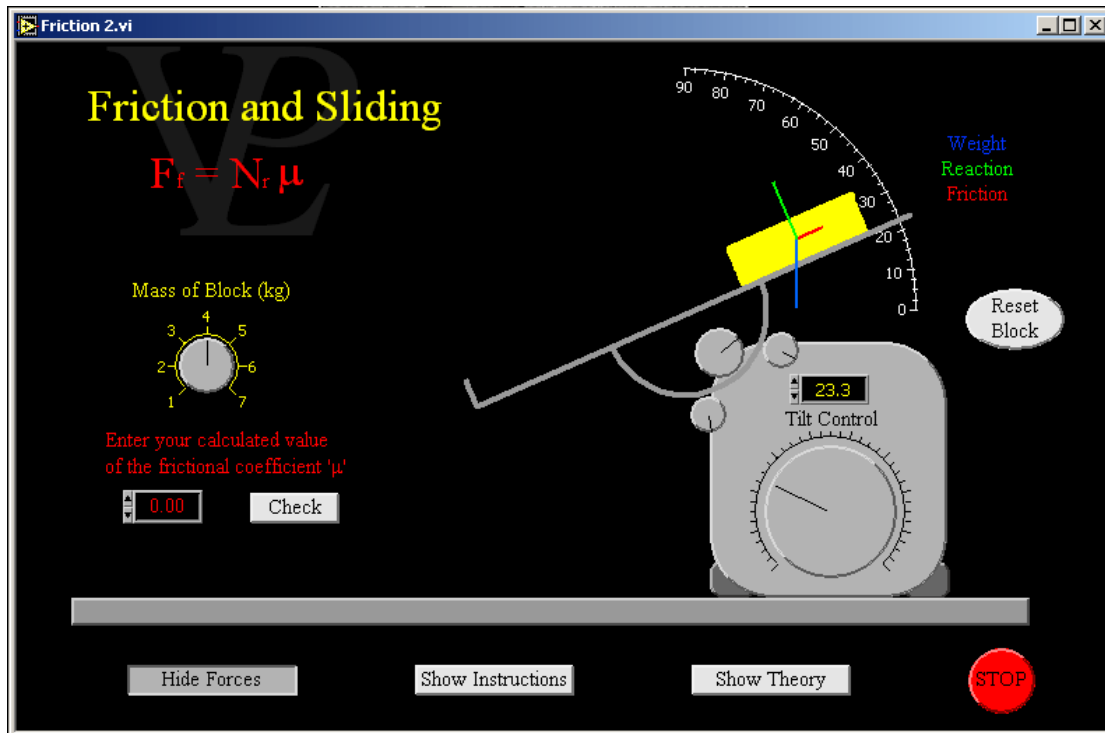 Friction 2.vi
Friction and Sliding
Ff = Nr μ
90 80 70 60 50 40 30 20 10 0
Weight
Reaction
Friction
Mass of Block (kg)
1 2 3 4 5 6 7
Reset
Block
23.3
Tilt Control
Enter your calculated value
of the frictional coefficient 'μ'
0.00
Check
Hide Forces
Show Instructions
Show Theory
STOP
VPL